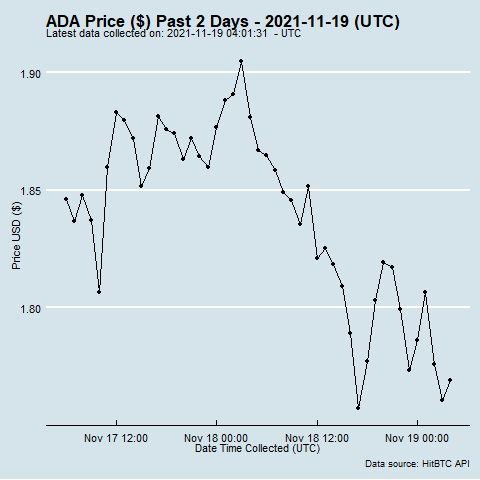 ADA Price ($) Past 2 Days - 2021-11-19 (UTC)
Latest data collected on: 2021-11-19 04:01:31 - UTC
1.90
1.85
1.80
Price USD ($)
Nov 17 12:00 Nov 18 00:00 Nov 18 12:00 Nov 19 00:00
Date Time Collected (UTC)
Data source: HitBTC API